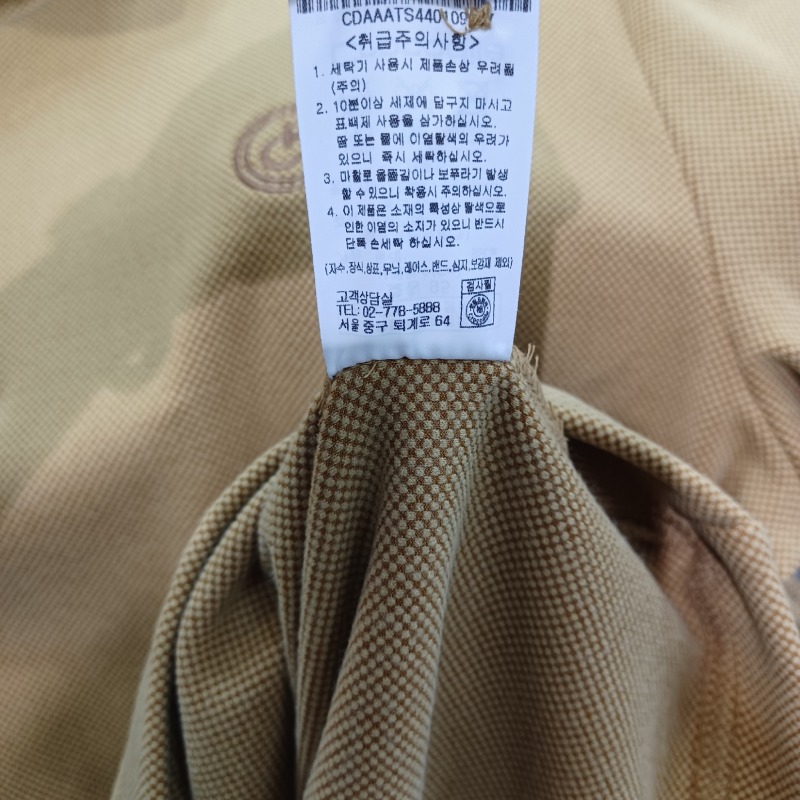 <취급주의사항>
1. 세탁기 사용시 제품손상 우려됨
(주의)
2. 10분이상 세제에 담구지 마시고
표백제 사용을 삼가하십시오.
땀 또는 물에 이염탈색의 우려가
있으니 즉시 세탁하십시오.
3. 마찰로 올뜯김이나 보푸라기 발생
할 수 있으니 착용시 주의하십시오.
4. 이 제품은 소재의 특성상 탈색으로
인한 이염의 소지가 있으니 반드시
단독 손세탁 하십시오.
(자수,장식,상표,무늬,레이스,밴드,심지,보강재 제외)
검사필
고객상담실
TEL: 02-778-5888
서울 중구 퇴계로 64